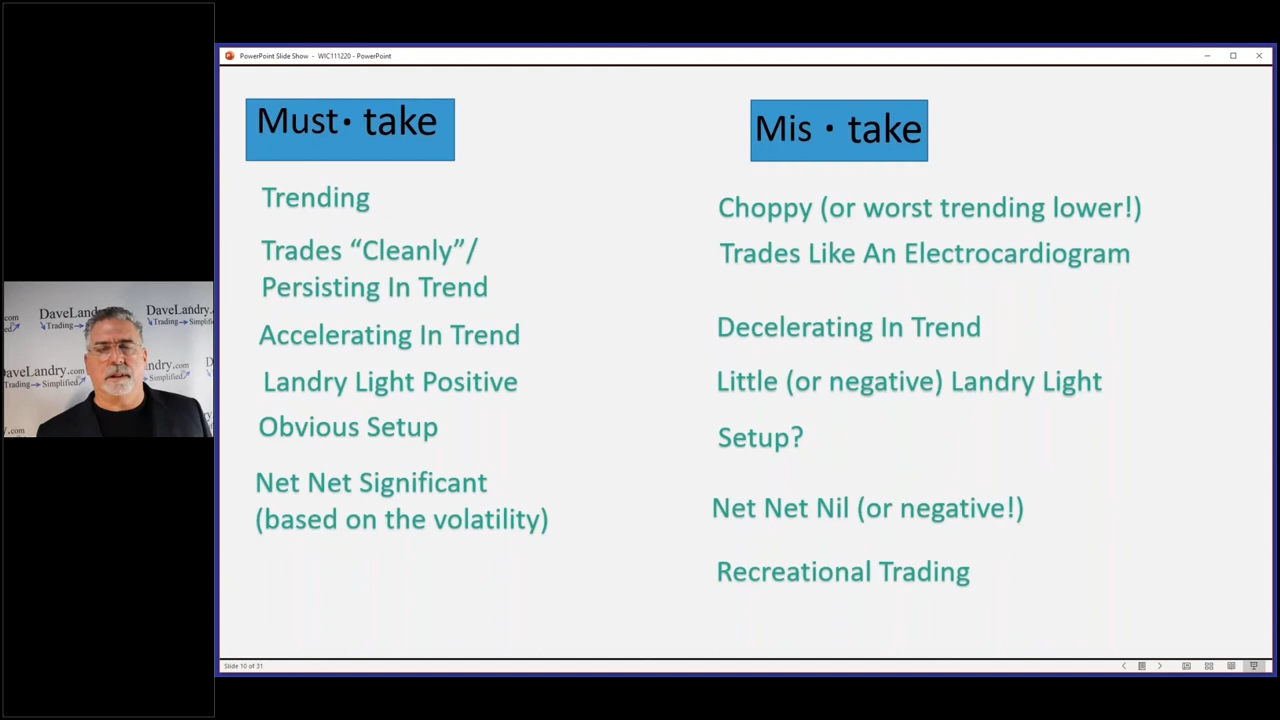 PowerPoint Slide Show - WIC111220 - PowerPoint
Must · take
Trending
Trades “Cleanly”/
Persisting In Trend
Accelerating In Trend
Landry Light Positive
Obvious Setup
Net Net Significant
(based on the volatility)
Mis · take
Choppy (or worst trending lower!)
Trades Like An Electrocardiogram
Decelerating In Trend
Little (or negative) Landry Light
Setup?
Net Net Nil (or negative!)
Recreational Trading
Slide 10 of 31
DaveLandry.com
Trading Simplified
DaveLandry.com
Trading Simplified